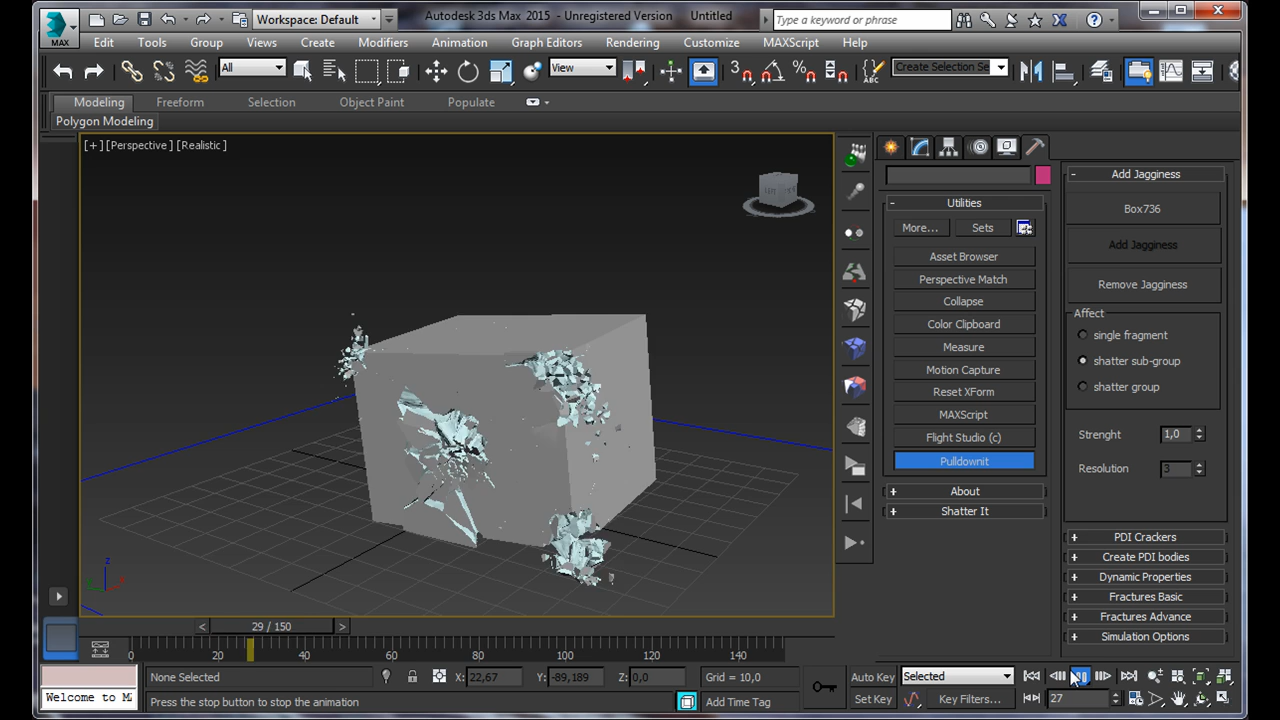 Workspace: Default
Autodesk 3ds Max 2015 - Unregistered Version Untitled
Type a keyword or phrase
MAX
Edit Tools Group Views Create Modifiers Animation Graph Editors Rendering Customize MAXScript Help
All
View
3
ABC
Create Selection Se
Modeling Freeform Selection Object Paint Populate
Polygon Modeling
[+] [Perspective] [Realistic]
Utilities
More... Sets
Asset Browser
Perspective Match
Collapse
Color Clipboard
Measure
Motion Capture
Reset XForm
MAXScript
Flight Studio (c)
Pulldownit
About
Shatter It
Add Jagginess
Box736
Add Jagginess
Remove Jagginess
Affect
single fragment
shatter sub-group
shatter group
Strenght 1,0
Resolution 3
PDI Crackers
Create PDI bodies
Dynamic Properties
Fractures Basic
Fractures Advance
Simulation Options
z
< 29 / 150 >
0 20 40 60 80 100 120 140
None Selected
X: 22,67 Y: -89,189 Z: 0,0 Grid = 10,0
Auto Key Selected
Welcome to M
Press the stop button to stop the animation
Add Time Tag
Set Key Key Filters... 27